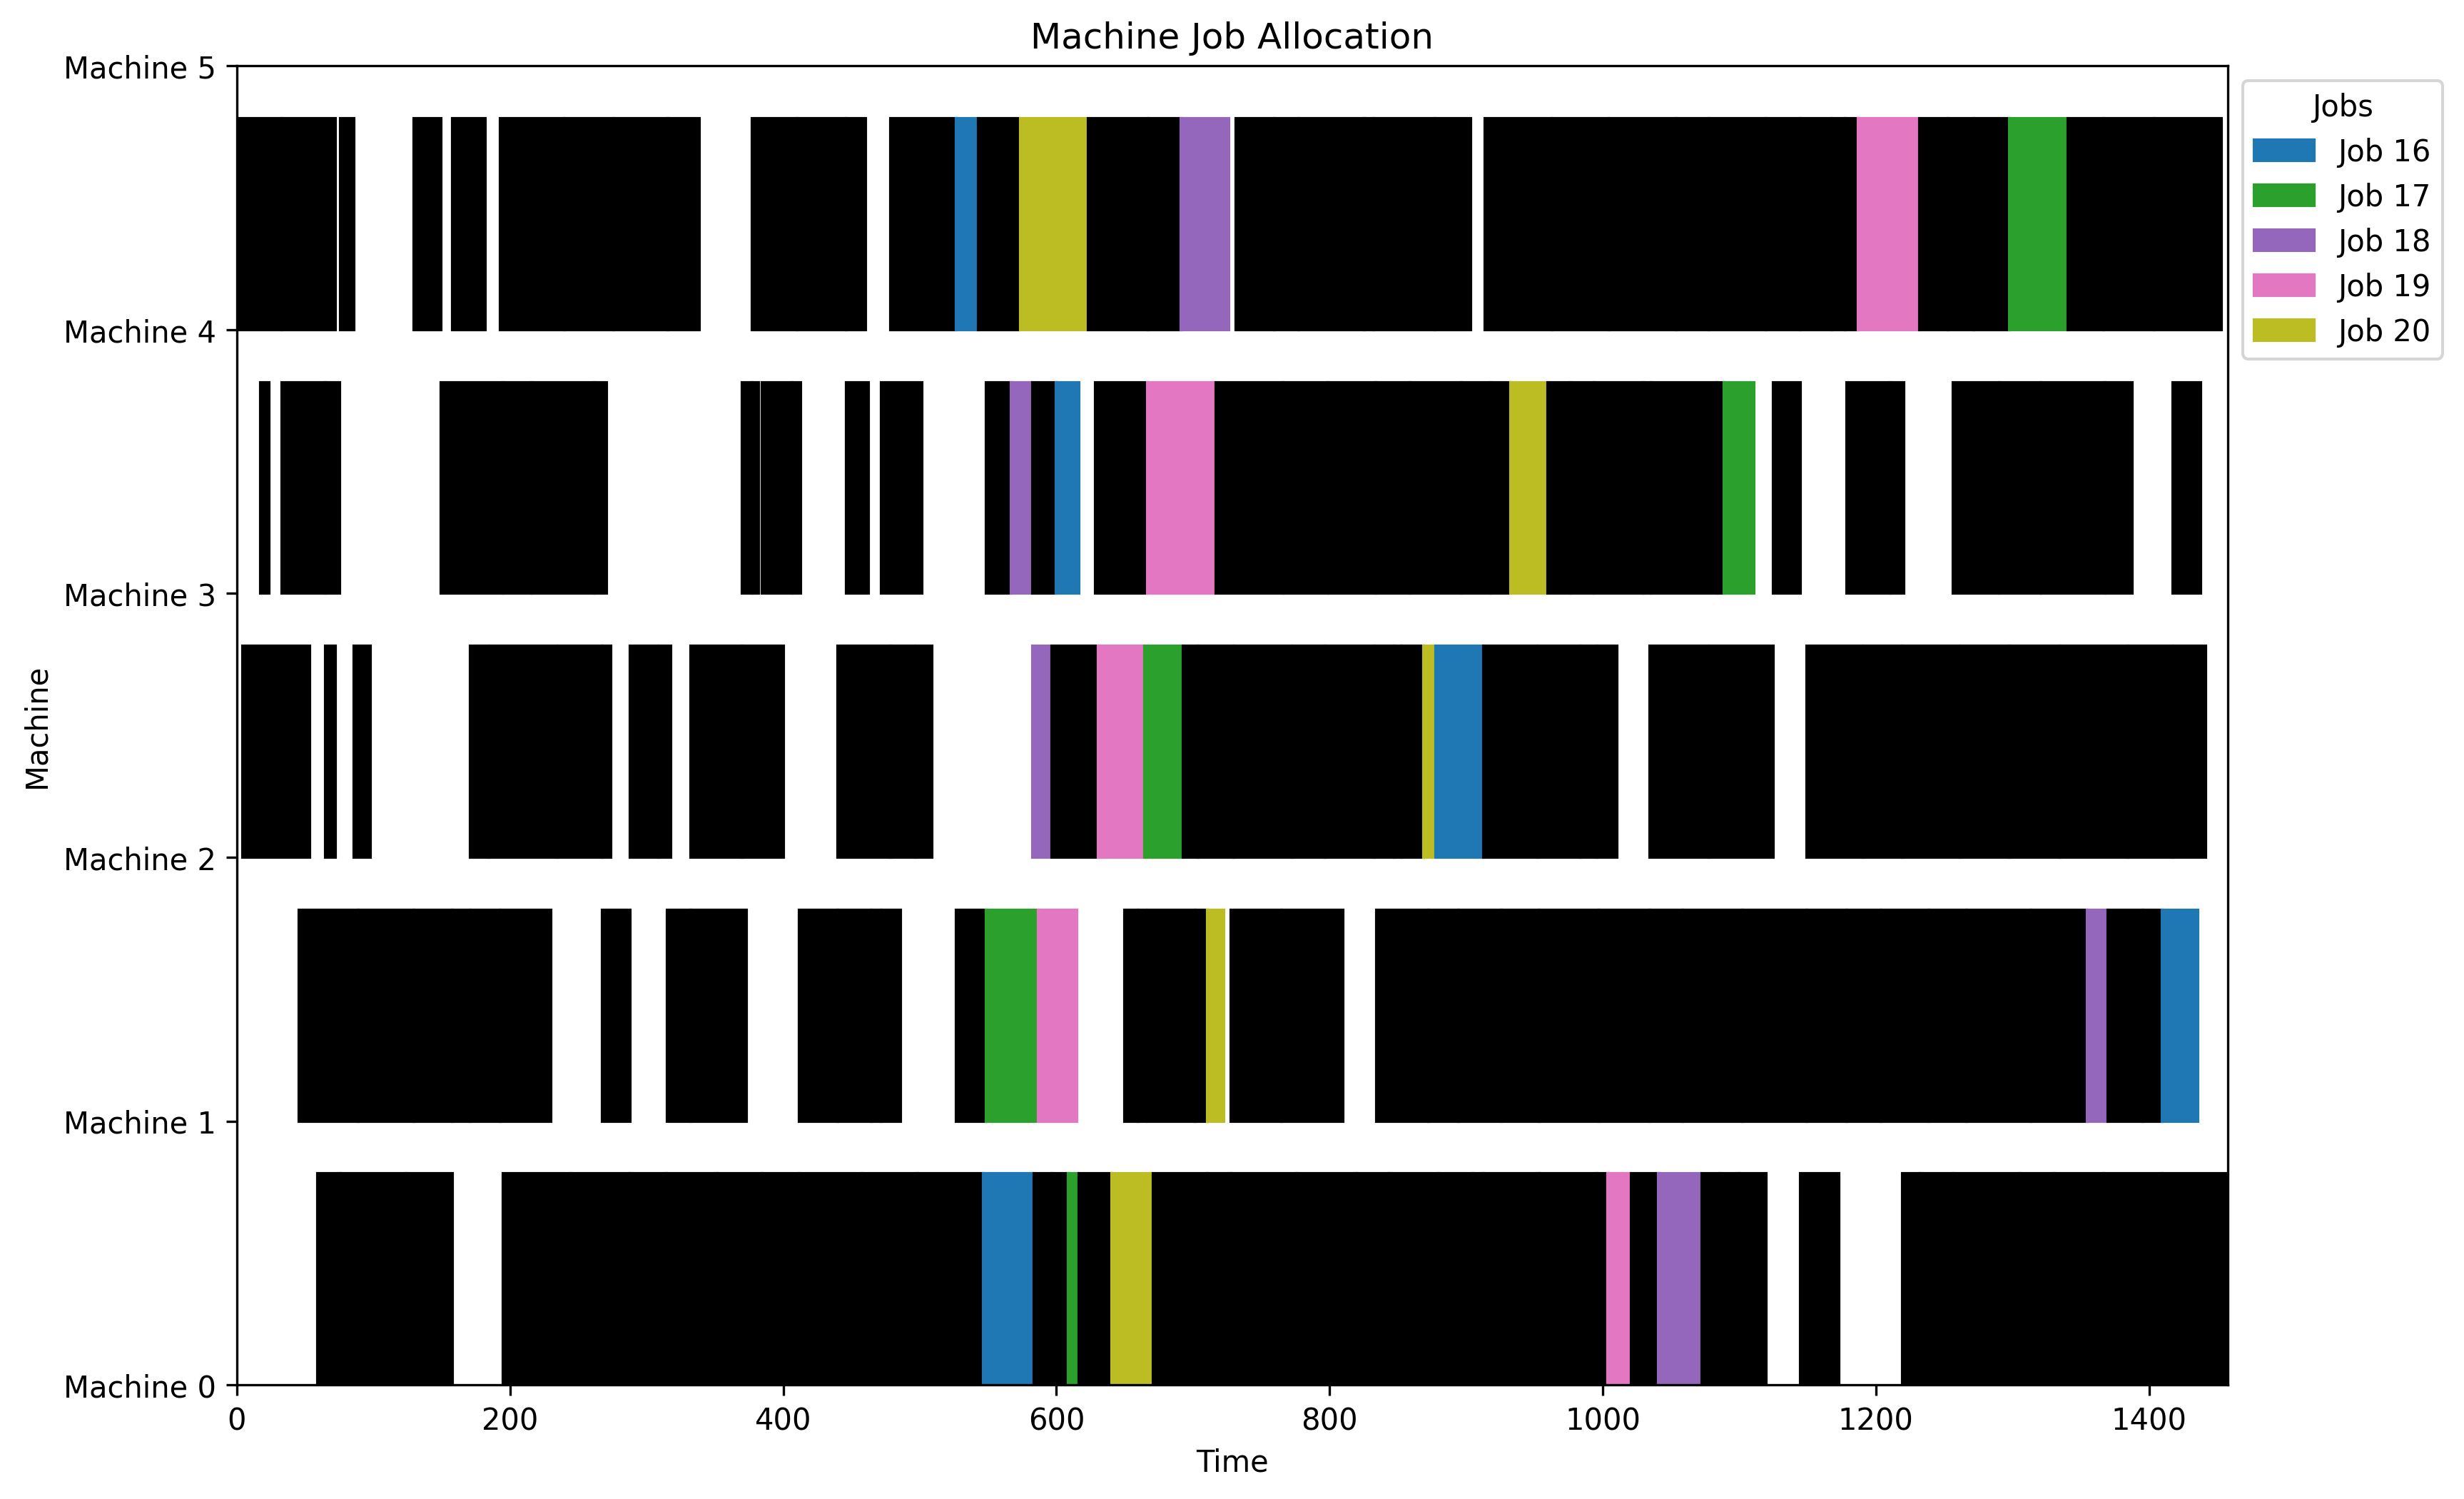 Machine Job Allocation
Machine 5
Machine 4
Machine 3
Machine 2
Machine 1
Machine 0
Machine
0 200 400 600 800 1000 1200 1400
Time
Jobs
Job 16
Job 17
Job 18
Job 19
Job 20